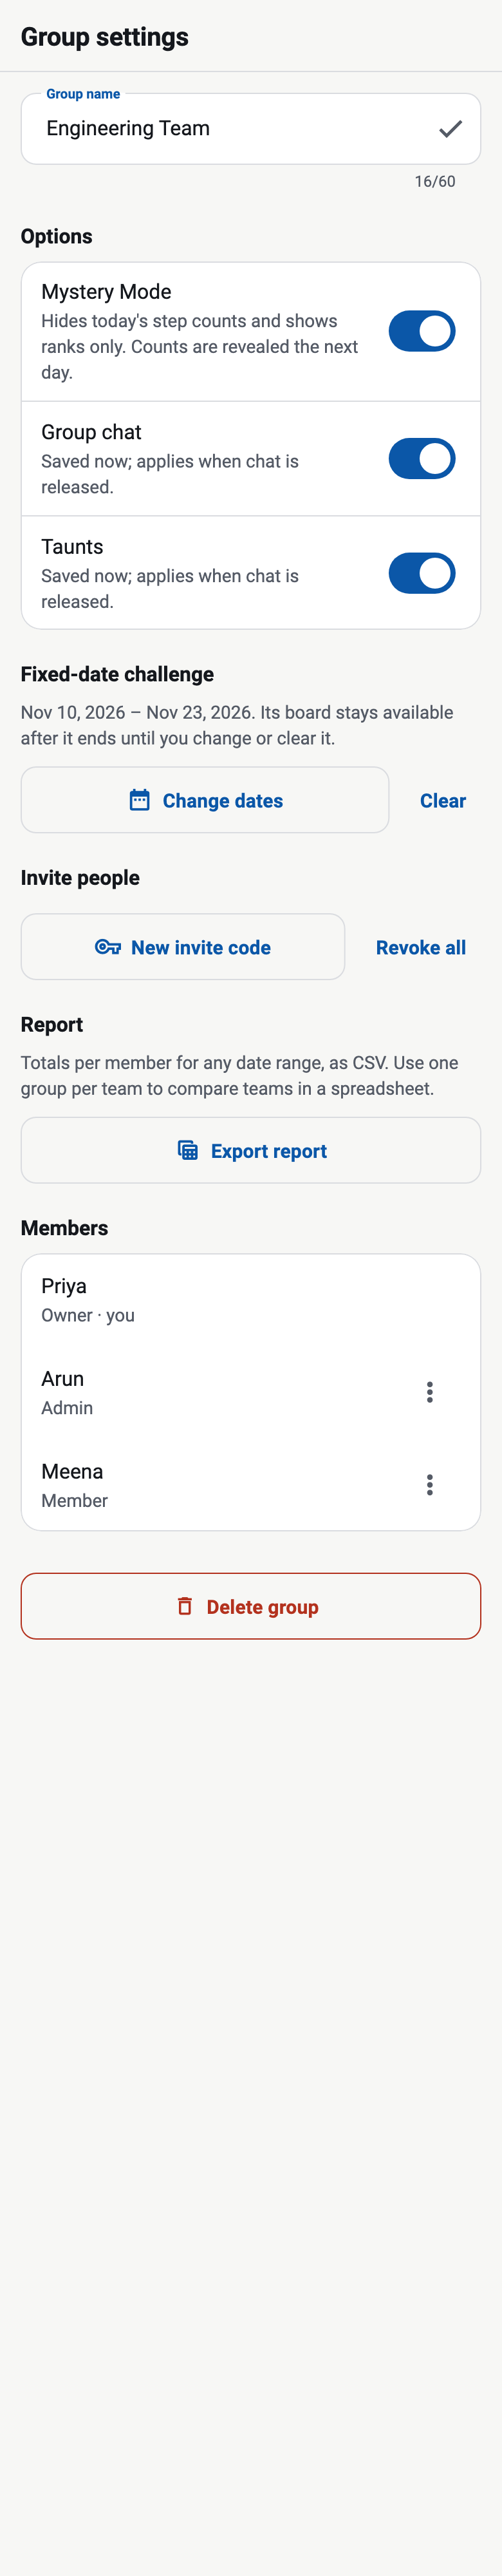 Group settings
Group name
Engineering Team
16/60
Options
Mystery Mode
Hides today's step counts and shows
ranks only. Counts are revealed the next
day.
Group chat
Saved now; applies when chat is
released.
Taunts
Saved now; applies when chat is
released.
Fixed-date challenge
Nov 10, 2026 – Nov 23, 2026. Its board stays available
after it ends until you change or clear it.
Change dates
Clear
Invite people
New invite code
Revoke all
Report
Totals per member for any date range, as CSV. Use one
group per team to compare teams in a spreadsheet.
Export report
Members
Priya
Owner · you
Arun
Admin
Meena
Member
Delete group